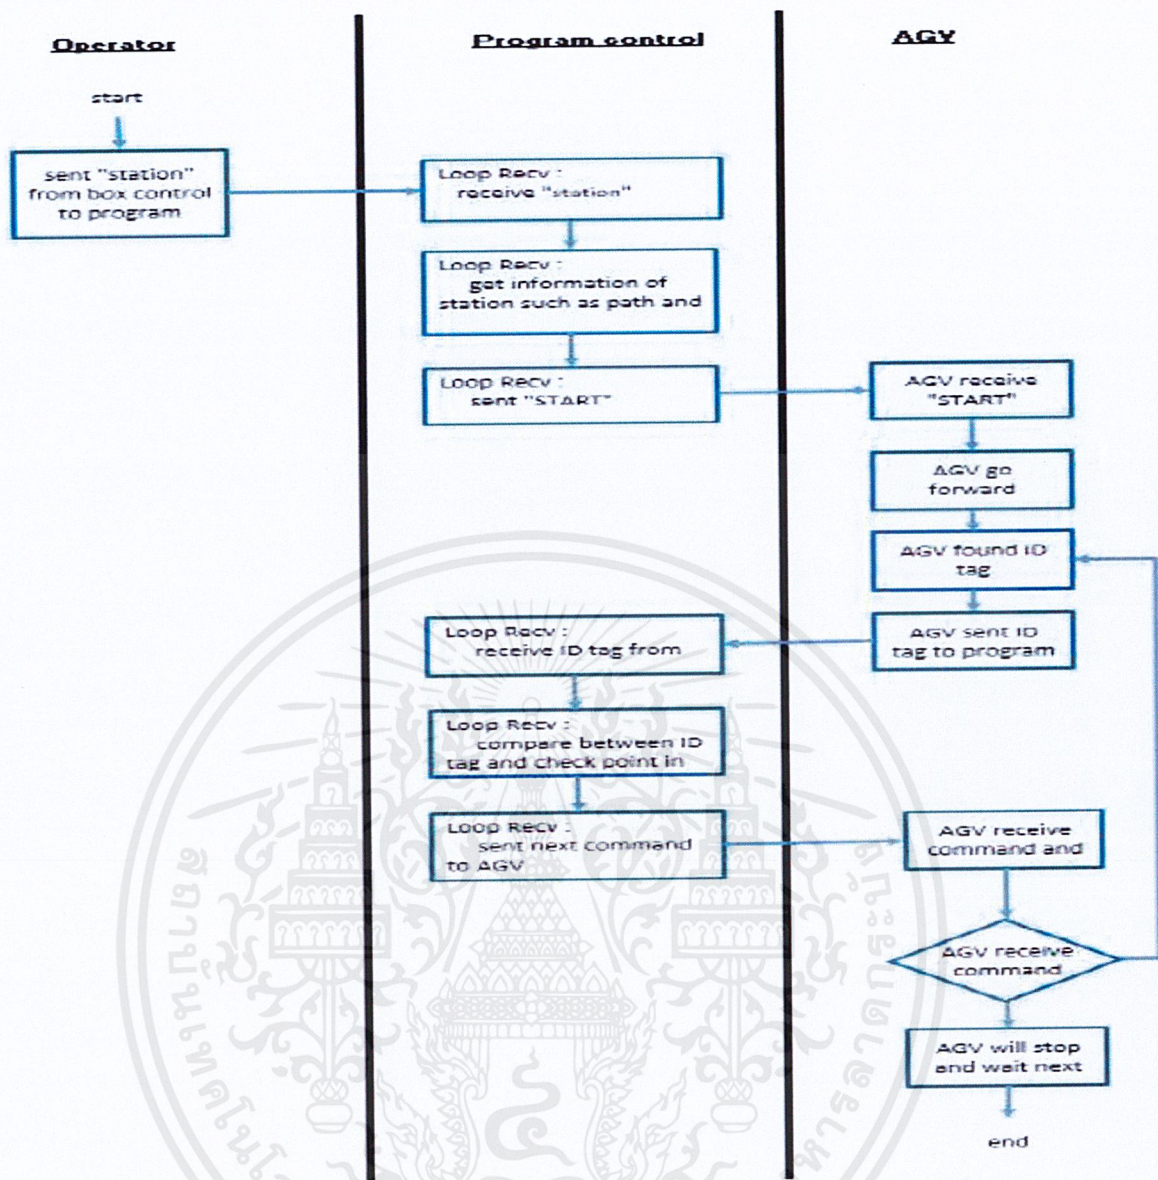 Operator
Program control
AGV
start
sent "station"
from box control
to program
Loop Recv :
receive "station"
Loop Recv :
get information of
station such as path and
Loop Recv :
sent "START"
AGV receive
"START"
AGV go
forward
AGV found ID
tag
AGV sent ID
tag to program
Loop Recv :
receive ID tag from
Loop Recv :
compare between ID
tag and check point in
Loop Recv :
sent next command
to AGV
AGV receive
command and
AGV receive
command
AGV will stop
and wait next
end